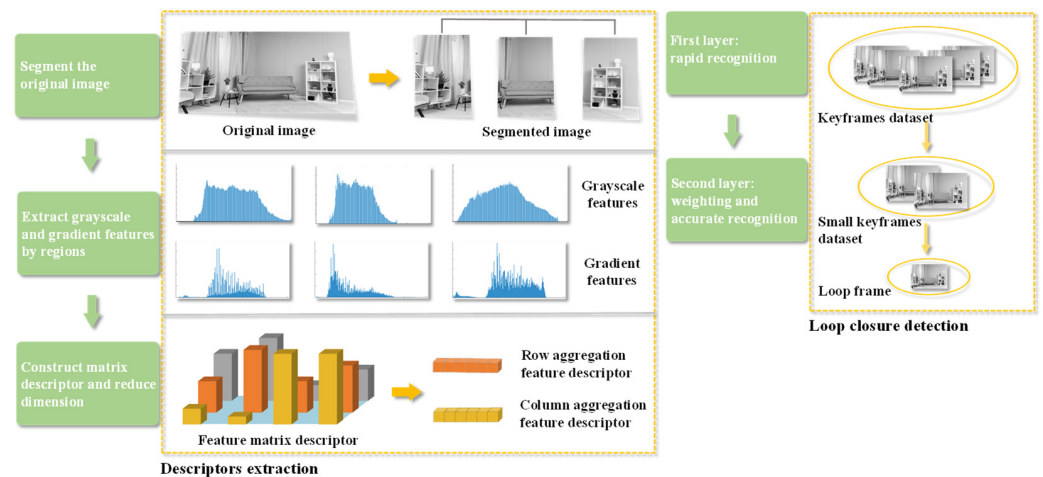 Segment the
original image
Original image
Segmented image
Extract grayscale
and gradient features
by regions
Grayscale
features
Gradient
features
Construct matrix
descriptor and reduce
dimension
Row aggregation
feature descriptor
Column aggregation
feature descriptor
Feature matrix descriptor
Descriptors extraction
First layer:
rapid recognition
Keyframes dataset
Second layer:
weighting and
accurate recognition
Small keyframes
dataset
Loop frame
Loop closure detection